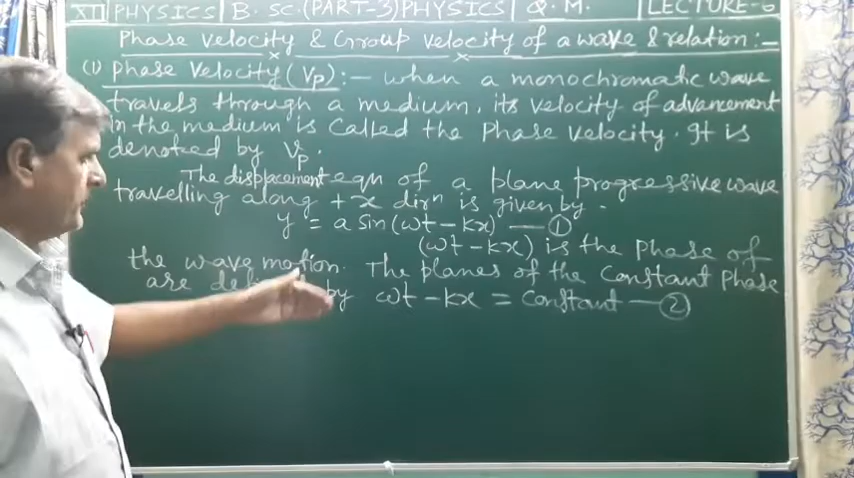 XII PHYSICS B. SC. (PART-3) PHYSICS Q. M. LECTURE-6
Phase velocity & Group velocity of a wave & relation :-
(1) Phase Velocity (Vp) :- when a monochromatic wave
travels through a medium, its velocity of advancement
in the medium is called the Phase velocity. It is
denoted by Vp.
The displacement eqn of a plane progressive wave
travelling along +x dirn is given by.
y = a sin (ωt - kx) — ①
(ωt - kx) is the phase of
the wave motion. The planes of the constant Phase
are by ωt - kx = Constant — ②